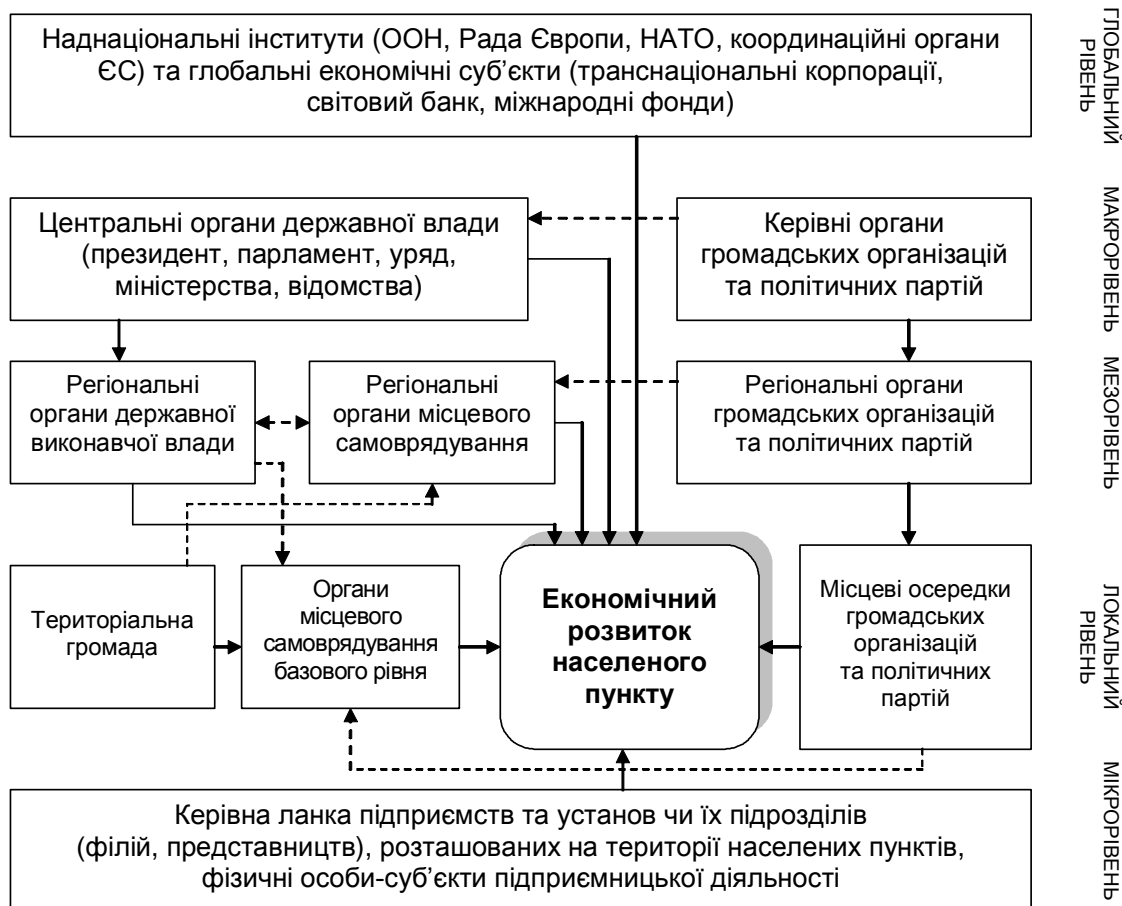 Наднаціональні інститути (ООН, Рада Європи, НАТО, координаційні органи
ЄС) та глобальні економічні суб’єкти (транснаціональні корпорації,
світовий банк, міжнародні фонди)
ГЛОБАЛЬНИЙ
РІВЕНЬ
Центральні органи державної влади
(президент, парламент, уряд,
міністерства, відомства)
Керівні органи
громадських організацій
та політичних партій
МАКРОРІВЕНЬ
Регіональні
органи державної
виконавчої влади
Регіональні
органи місцевого
самоврядування
Регіональні органи
громадських організацій
та політичних партій
МЕЗОРІВЕНЬ
Територіальна
громада
Органи
місцевого
самоврядування
базового рівня
Економічний
розвиток
населеного
пункту
Місцеві осередки
громадських
організацій
та політичних
партій
ЛОКАЛЬНИЙ
РІВЕНЬ
Керівна ланка підприємств та установ чи їх підрозділів
(філій, представництв), розташованих на території населених пунктів,
фізичні особи-суб’єкти підприємницької діяльності
МІКРОРІВЕНЬ